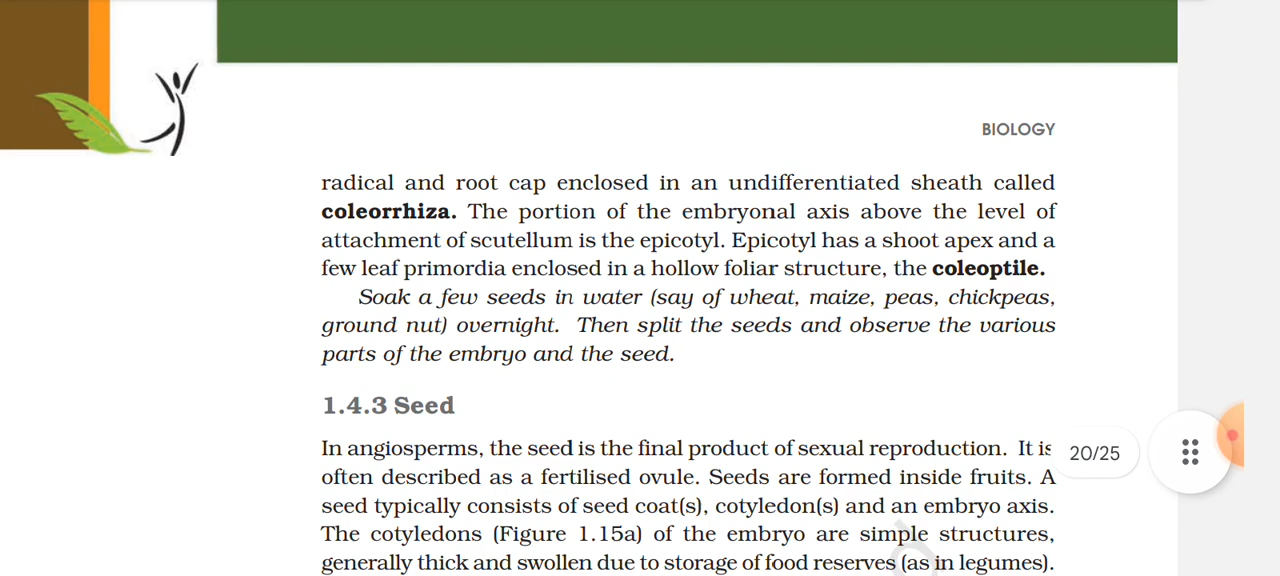 BIOLOGY
radical and root cap enclosed in an undifferentiated sheath called
coleorrhiza. The portion of the embryonal axis above the level of
attachment of scutellum is the epicotyl. Epicotyl has a shoot apex and a
few leaf primordia enclosed in a hollow foliar structure, the coleoptile.
Soak a few seeds in water (say of wheat, maize, peas, chickpeas,
ground nut) overnight. Then split the seeds and observe the various
parts of the embryo and the seed.
1.4.3 Seed
In angiosperms, the seed is the final product of sexual reproduction. It is
often described as a fertilised ovule. Seeds are formed inside fruits. A
seed typically consists of seed coat(s), cotyledon(s) and an embryo axis.
The cotyledons (Figure 1.15a) of the embryo are simple structures,
generally thick and swollen due to storage of food reserves (as in legumes).
20/25